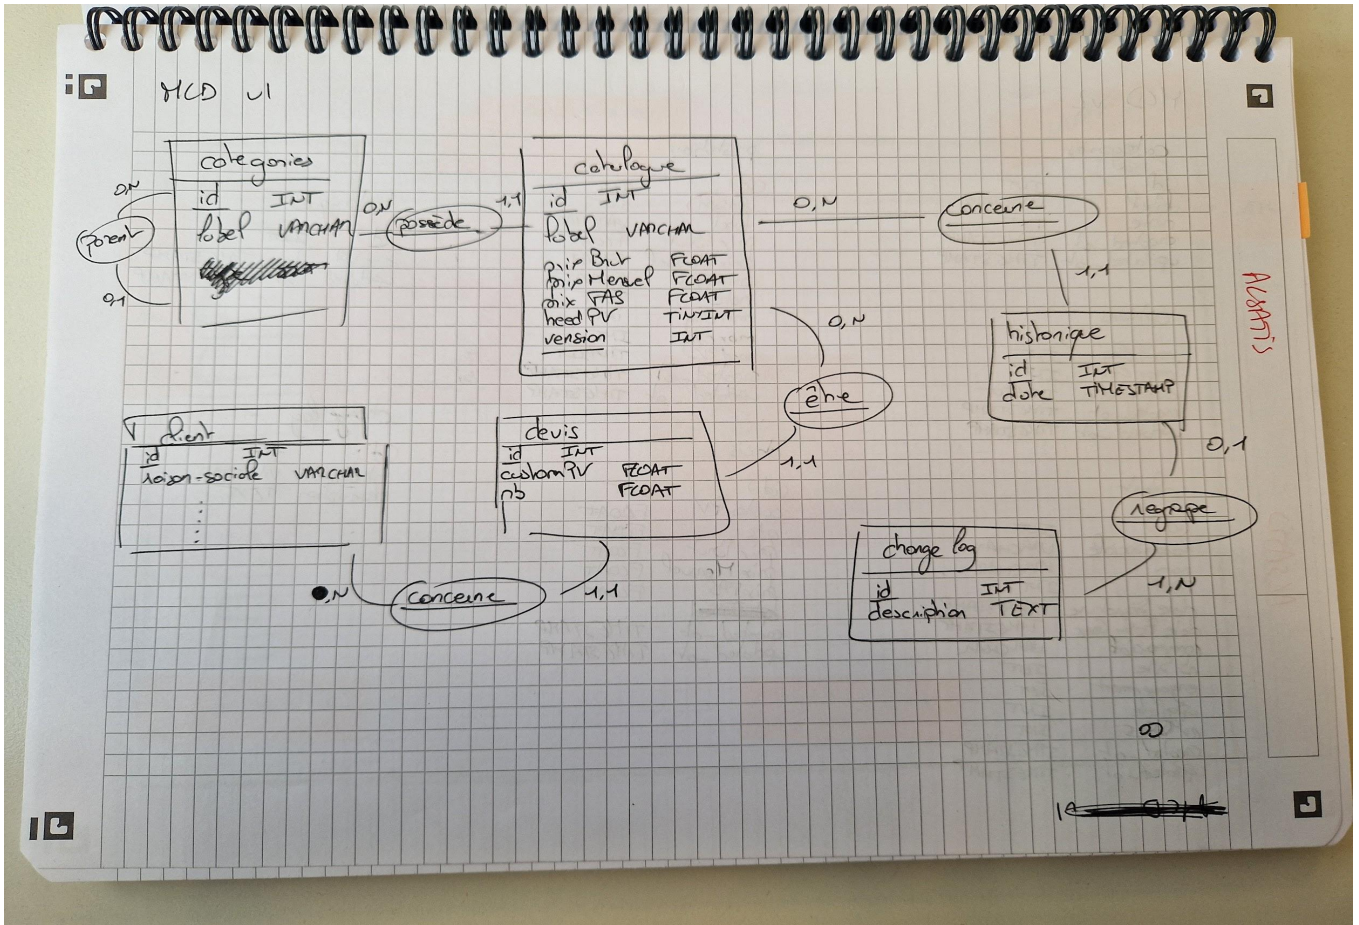 MCD v1
categories
id INT
label VARCHAR
0,N
parent
0,1
0,N
possède
1,1
catalogue
id INT
label VARCHAR
prix Brut FLOAT
prix Mensuel FLOAT
prix FAS FLOAT
need PV TINYINT
version INT
0,N
concerne
1,1
historique
id INT
date TIMESTAMP
0,N
être
1,1
client
id INT
raison-sociale VARCHAR
devis
id INT
customPV FLOAT
nb FLOAT
,N
concerne
1,1
0,1
regroupe
1,N
change log
id INT
description TEXT
ALSATIS